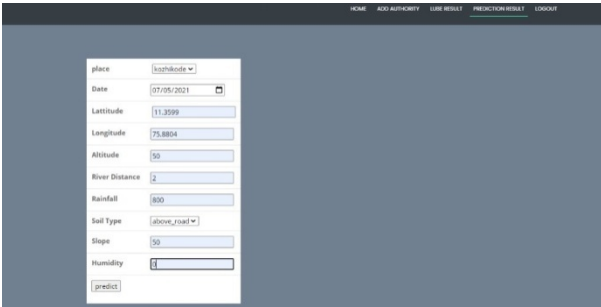 HOME ADD AUTHORITY LUBE RESULT PREDICTION RESULT LOGOUT
place kozhikode
Date 07/05/2021
Lattitude 11.3599
Longitude 75.8804
Altitude 50
River Distance 2
Rainfall 800
Soil Type above_road
Slope 50
Humidity 0
predict